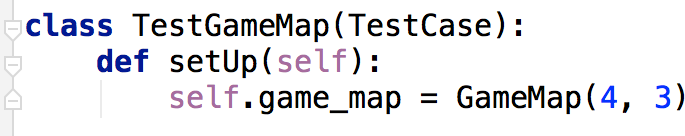 class TestGameMap(TestCase):
    def setUp(self):
        self.game_map = GameMap(4, 3)